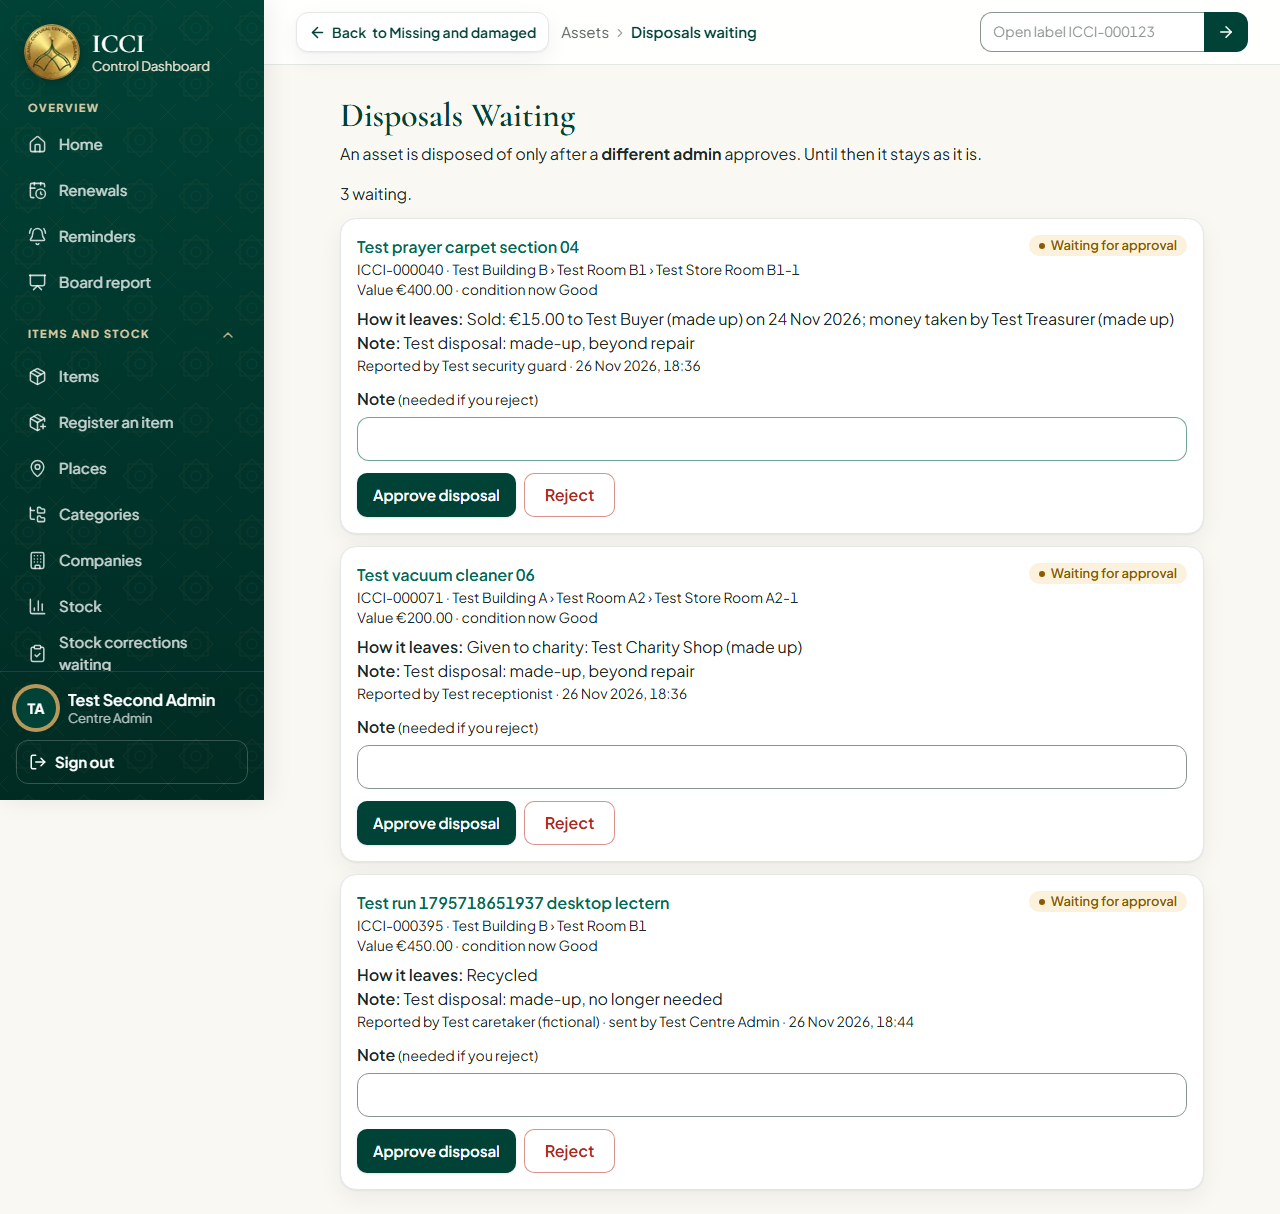 ICCI
Control Dashboard
OVERVIEW
Home
Renewals
Reminders
Board report
ITEMS AND STOCK
Items
Register an item
Places
Categories
Companies
Stock
Stock corrections
waiting
TA
Test Second Admin
Centre Admin
Sign out
Back to Missing and damaged
Assets › Disposals waiting
Open label ICCI-000123
Disposals Waiting
An asset is disposed of only after a different admin approves. Until then it stays as it is.
3 waiting.
Test prayer carpet section 04
Waiting for approval
ICCI-000040 · Test Building B › Test Room B1 › Test Store Room B1-1
Value €400.00 · condition now Good
How it leaves: Sold: €15.00 to Test Buyer (made up) on 24 Nov 2026; money taken by Test Treasurer (made up)
Note: Test disposal: made-up, beyond repair
Reported by Test security guard · 26 Nov 2026, 18:36
Note (needed if you reject)
Approve disposal
Reject
Test vacuum cleaner 06
Waiting for approval
ICCI-000071 · Test Building A › Test Room A2 › Test Store Room A2-1
Value €200.00 · condition now Good
How it leaves: Given to charity: Test Charity Shop (made up)
Note: Test disposal: made-up, beyond repair
Reported by Test receptionist · 26 Nov 2026, 18:36
Note (needed if you reject)
Approve disposal
Reject
Test run 1795718651937 desktop lectern
Waiting for approval
ICCI-000395 · Test Building B › Test Room B1
Value €450.00 · condition now Good
How it leaves: Recycled
Note: Test disposal: made-up, no longer needed
Reported by Test caretaker (fictional) · sent by Test Centre Admin · 26 Nov 2026, 18:44
Note (needed if you reject)
Approve disposal
Reject